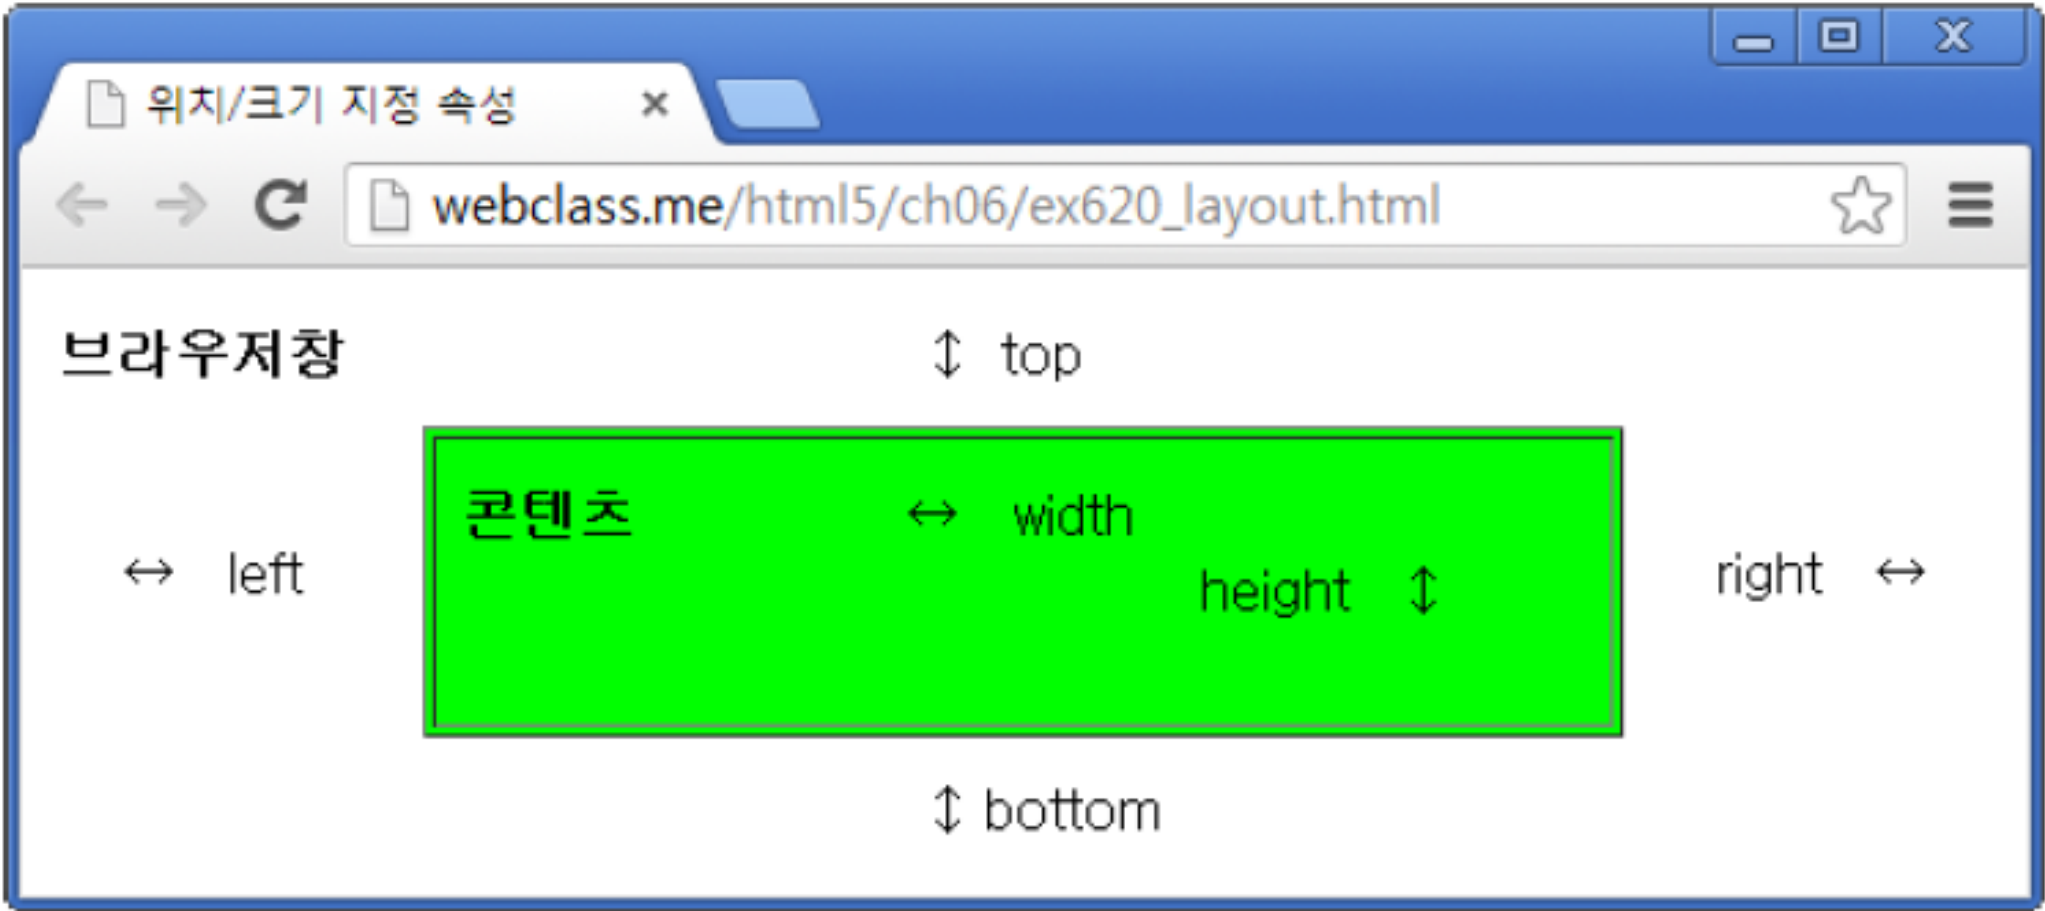 위치/크기 지정 속성
webclass.me/html5/ch06/ex620_layout.html
브라우저창 ↕ top
콘텐츠 ↔ width
↔ left
height ↕
right ↔
↕ bottom